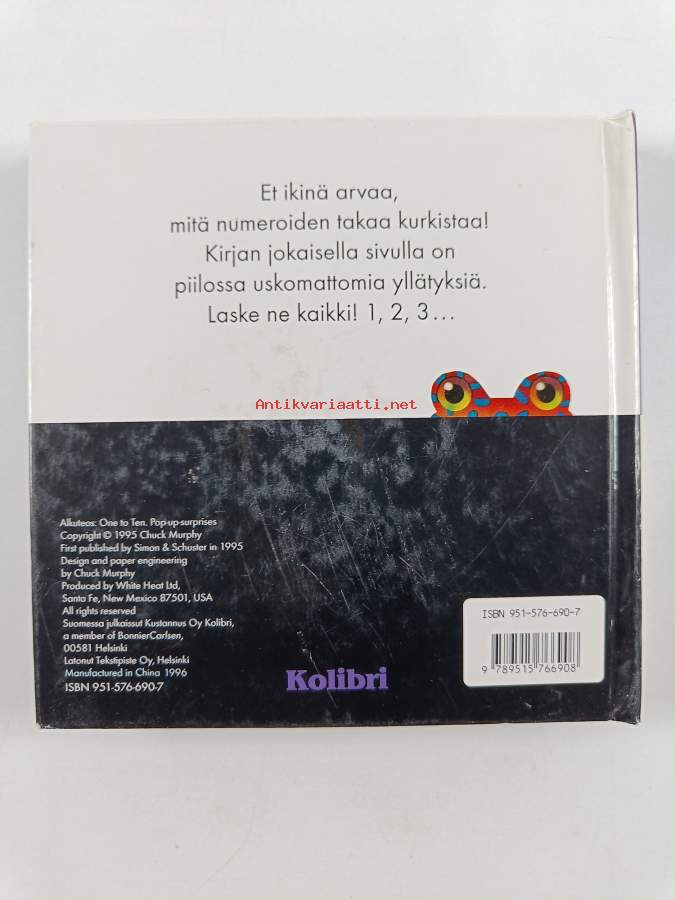 Et ikinä arvaa,
mitä numeroiden takaa kurkistaa!
Kirjan jokaisella sivulla on
piilossa uskomattomia yllätyksiä.
Laske ne kaikki! 1, 2, 3...
Antikvariaatti.net
Alkuteos: One to Ten. Pop-up-surprises
Copyright © 1995 Chuck Murphy
First published by Simon & Schuster in 1995
Design and paper engineering
by Chuck Murphy
Produced by White Heat Ltd,
Santa Fe, New Mexico 87501, USA
All rights reserved
Suomessa julkaissut Kustannus Oy Kolibri,
a member of BonnierCarlsen,
00581 Helsinki
Latonut Tekstipiste Oy, Helsinki
Manufactured in China 1996
ISBN 951-576-690-7
Kolibri
ISBN 951-576-690-7
9 789515 766908